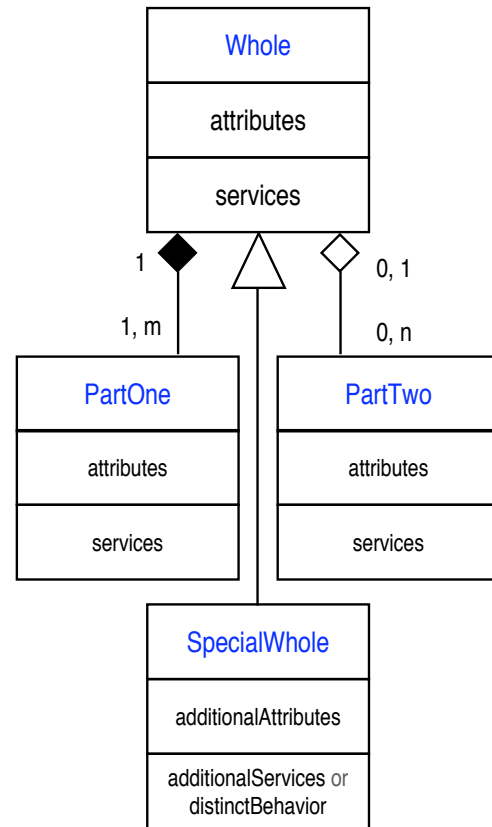 Whole
attributes
services
1
0, 1
1, m
0, n
PartOne
PartTwo
attributes
attributes
services
services
SpecialWhole
additionalAttributes
additionalServices or
distinctBehavior